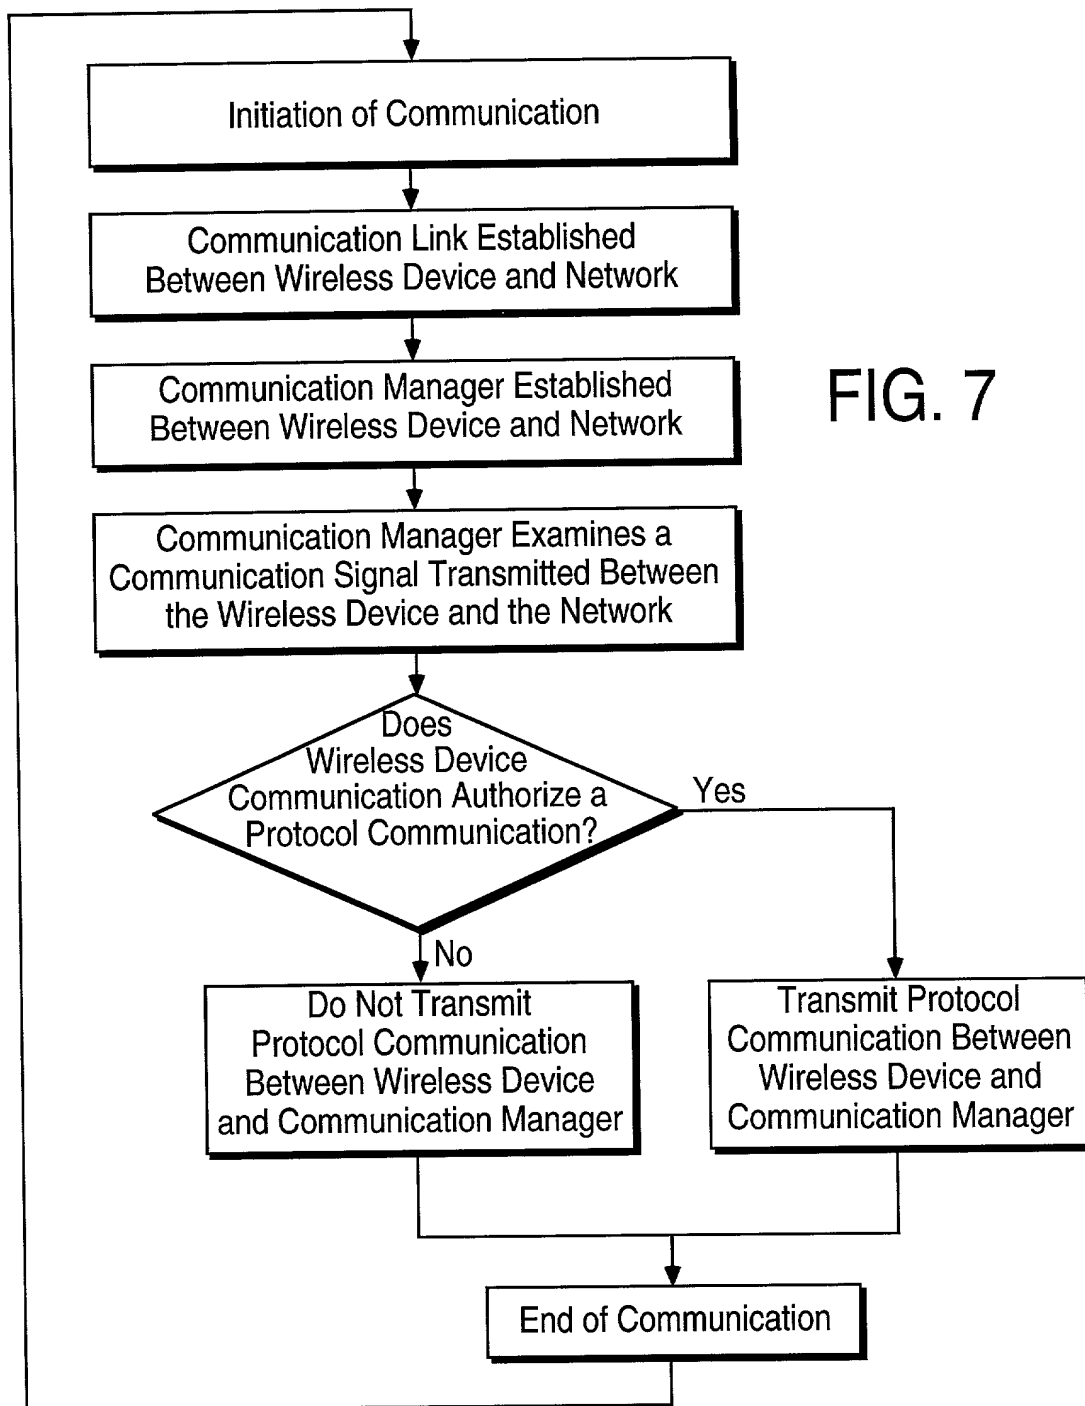 Initiation of Communication
Communication Link Established
Between Wireless Device and Network
Communication Manager Established
Between Wireless Device and Network
FIG. 7
Communication Manager Examines a
Communication Signal Transmitted Between
the Wireless Device and the Network
Does
Wireless Device
Communication Authorize a
Protocol Communication?
Yes
No
Do Not Transmit
Protocol Communication
Between Wireless Device
and Communication Manager
Transmit Protocol
Communication Between
Wireless Device and
Communication Manager
End of Communication